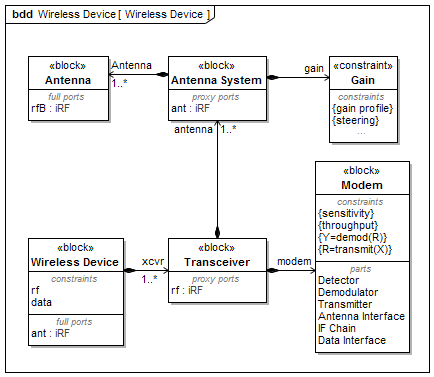 bdd Wireless Device [ Wireless Device ]
«block»
Antenna
full ports
rfB : iRF
Antenna
1..*
«block»
Antenna System
proxy ports
ant : iRF
gain
«constraint»
Gain
constraints
{gain profile}
{steering}
...
antenna
1..*
«block»
Wireless Device
constraints
rf
data
full ports
ant : iRF
xcvr
1..*
«block»
Transceiver
proxy ports
rf : iRF
modem
«block»
Modem
constraints
{sensitivity}
{throughput}
{Y=demod(R)}
{R=transmit(X)}
parts
Detector
Demodulator
Transmitter
Antenna Interface
IF Chain
Data Interface